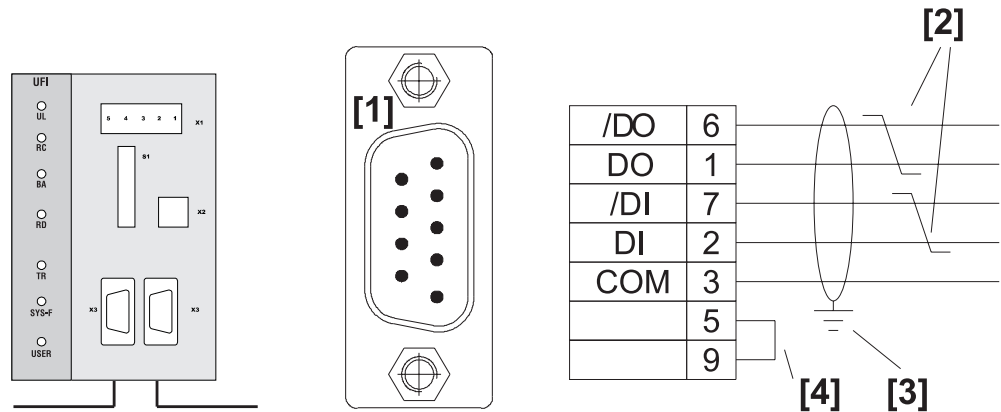 UFI
UL
RC
BA
RD
TR
SYS-F
USER
5 4 3 2 1
X1
S1
X2
X3
X3
[1]
[2]
/DO 6
DO 1
/DI 7
DI 2
COM 3
5
9
[4]
[3]